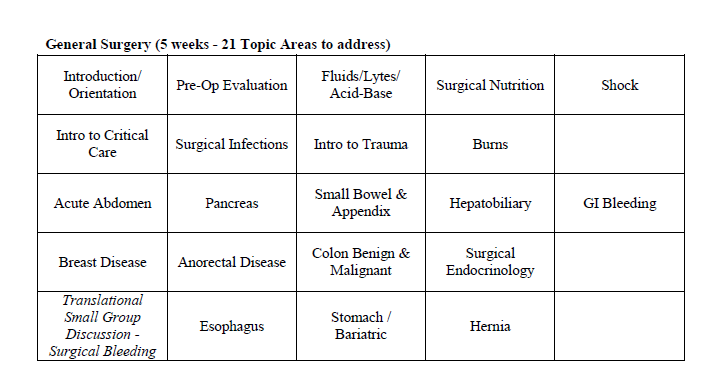 General Surgery (5 weeks - 21 Topic Areas to address)
Introduction/
Orientation
Pre-Op Evaluation
Fluids/Lytes/
Acid-Base
Surgical Nutrition
Shock
Intro to Critical
Care
Surgical Infections
Intro to Trauma
Burns
Acute Abdomen
Pancreas
Small Bowel &
Appendix
Hepatobiliary
GI Bleeding
Breast Disease
Anorectal Disease
Colon Benign &
Malignant
Surgical
Endocrinology
Translational
Small Group
Discussion -
Surgical Bleeding
Esophagus
Stomach /
Bariatric
Hernia